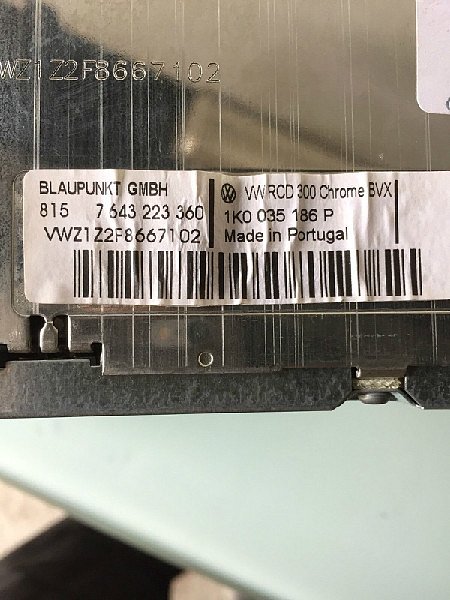 VWZ1Z2F8667102
BLAUPUNKT GMBH
815 7 643 223 360
VWZ1Z2F8667102
VW RCD 300 Chrome BVX
1K0 035 186 P
Made in Portugal